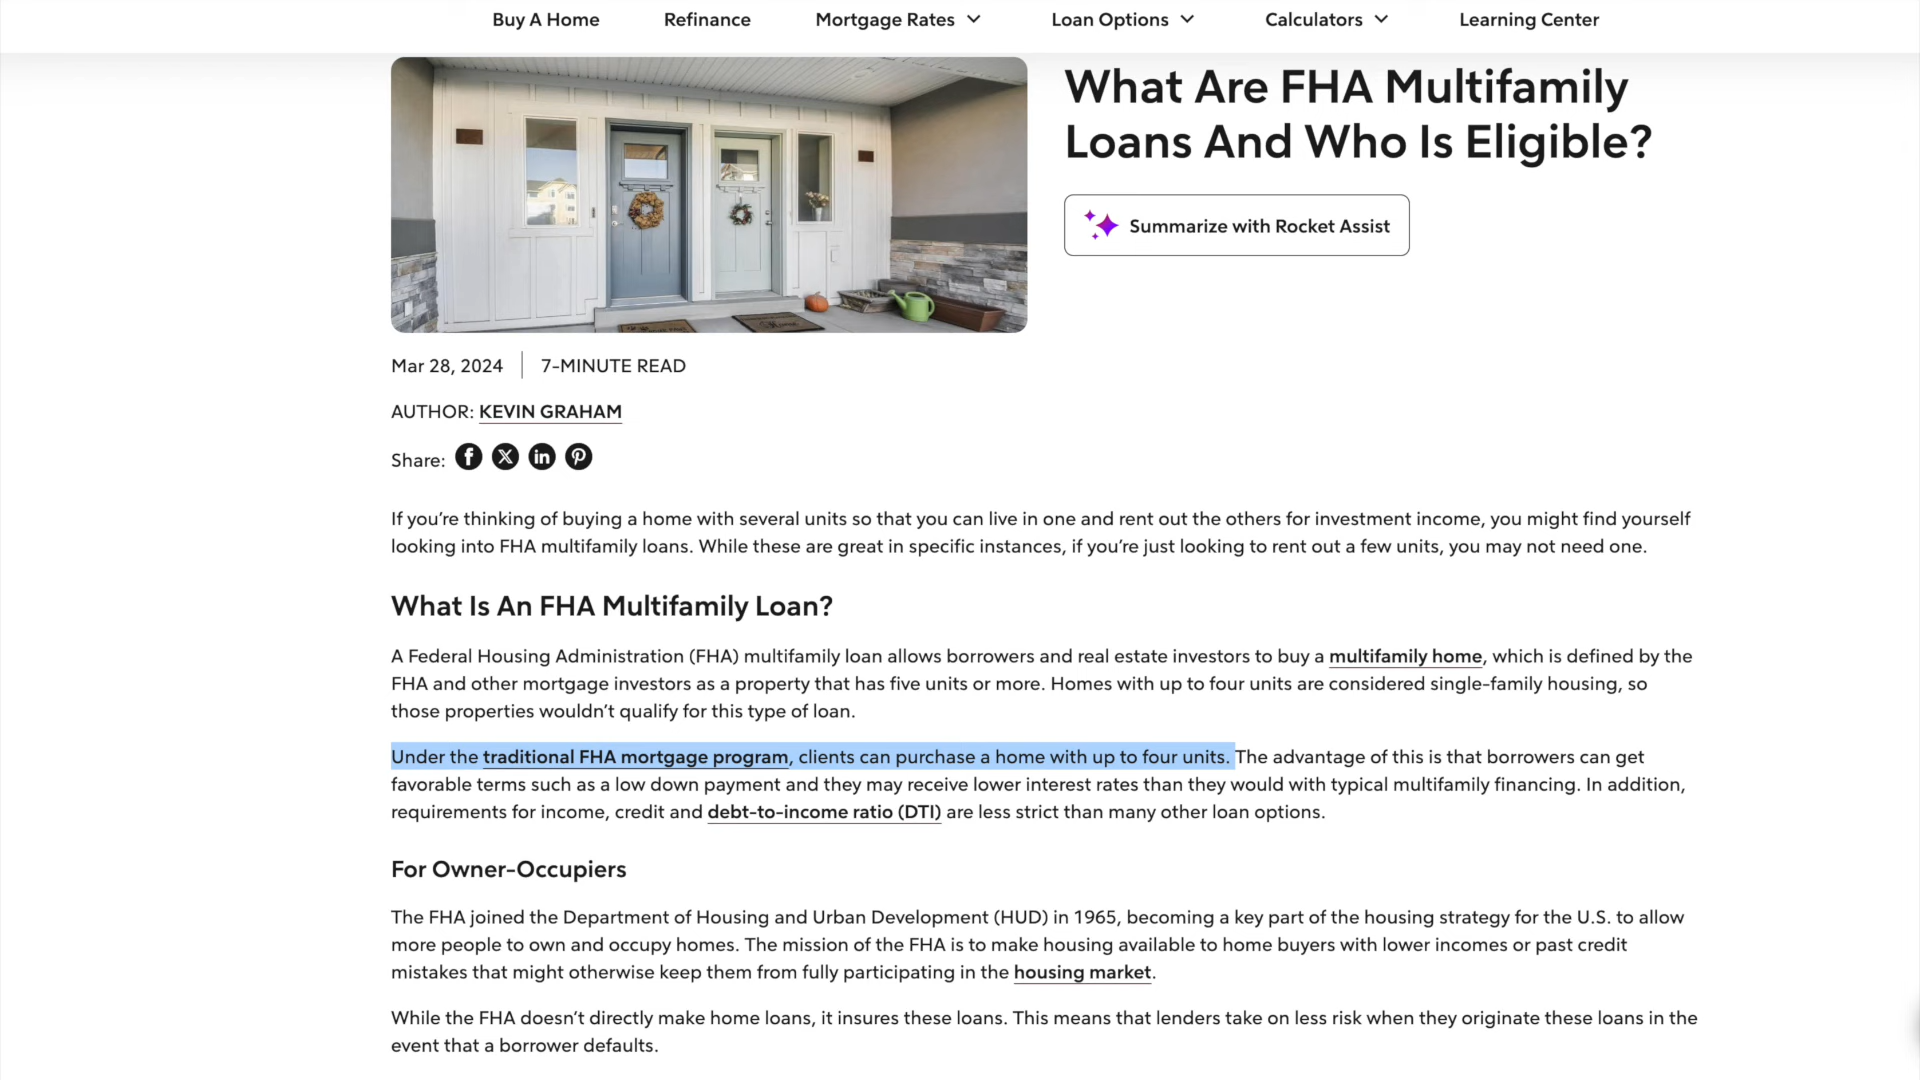 Buy A Home Refinance Mortgage Rates Loan Options Calculators Learning Center
What Are FHA Multifamily
Loans And Who Is Eligible?
Summarize with Rocket Assist
Mar 28, 2024 7-MINUTE READ
AUTHOR: KEVIN GRAHAM
Share:
If you’re thinking of buying a home with several units so that you can live in one and rent out the others for investment income, you might find yourself
looking into FHA multifamily loans. While these are great in specific instances, if you’re just looking to rent out a few units, you may not need one.
What Is An FHA Multifamily Loan?
A Federal Housing Administration (FHA) multifamily loan allows borrowers and real estate investors to buy a multifamily home, which is defined by the
FHA and other mortgage investors as a property that has five units or more. Homes with up to four units are considered single-family housing, so
those properties wouldn’t qualify for this type of loan.
Under the traditional FHA mortgage program, clients can purchase a home with up to four units. The advantage of this is that borrowers can get
favorable terms such as a low down payment and they may receive lower interest rates than they would with typical multifamily financing. In addition,
requirements for income, credit and debt-to-income ratio (DTI) are less strict than many other loan options.
For Owner-Occupiers
The FHA joined the Department of Housing and Urban Development (HUD) in 1965, becoming a key part of the housing strategy for the U.S. to allow
more people to own and occupy homes. The mission of the FHA is to make housing available to home buyers with lower incomes or past credit
mistakes that might otherwise keep them from fully participating in the housing market.
While the FHA doesn’t directly make home loans, it insures these loans. This means that lenders take on less risk when they originate these loans in the
event that a borrower defaults.